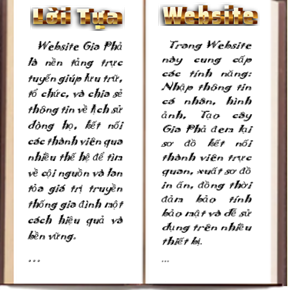 Lời Tựa
Website Gia Phả
là nền tảng trực
tuyến giúp lưu trữ,
tổ chức, và chia sẻ
thông tin về lịch sử
dòng họ, kết nối
các thành viên qua
nhiều thế hệ để tìm
về cội nguồn và lan
tỏa giá trị truyền
thống gia đình một
cách hiệu quả và
bền vững.
...
Website
Trang Website
này cung cấp
các tính năng:
Nhập thông tin
cá nhân, hình
ảnh, Tạo cây
Gia Phả đem lại
sơ đồ kết nối
thành viên trực
quan, xuất sơ đồ
in ấn, đồng thời
đảm bảo tính
bảo mật và dễ sử
dụng trên nhiều
thiết bị.
...